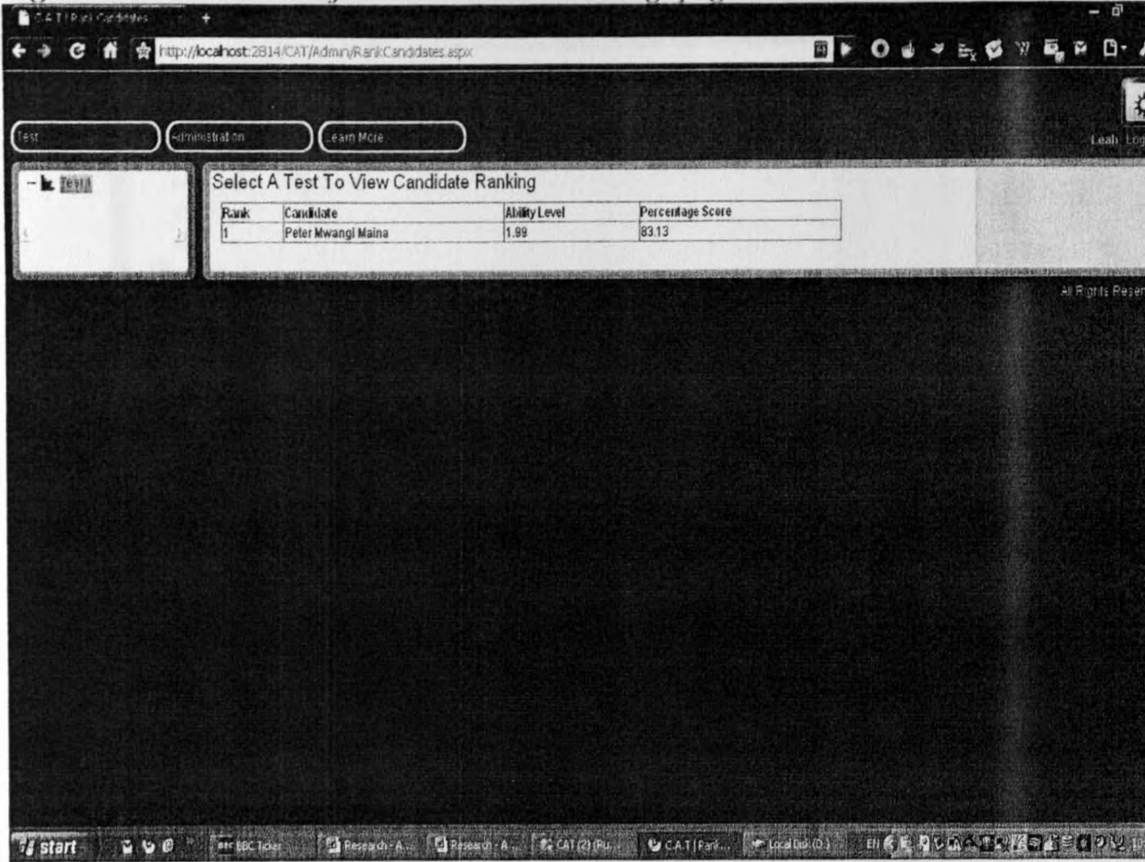 C.A.T | Rank Candidates
http://localhost:2814/CAT/Admin/RankCandidates.aspx
Test
Administration
Learn More
Leah
Select A Test To View Candidate Ranking
Rank Candidate Ability Level Percentage Score
1 Peter Mwangi Maina 1.99 83.13
All Rights Reser
start
BBC Ticker
Research - A...
Research - A...
CAT (2) (Ru...
C.A.T | Rank...
Local Disk (D:)
EN